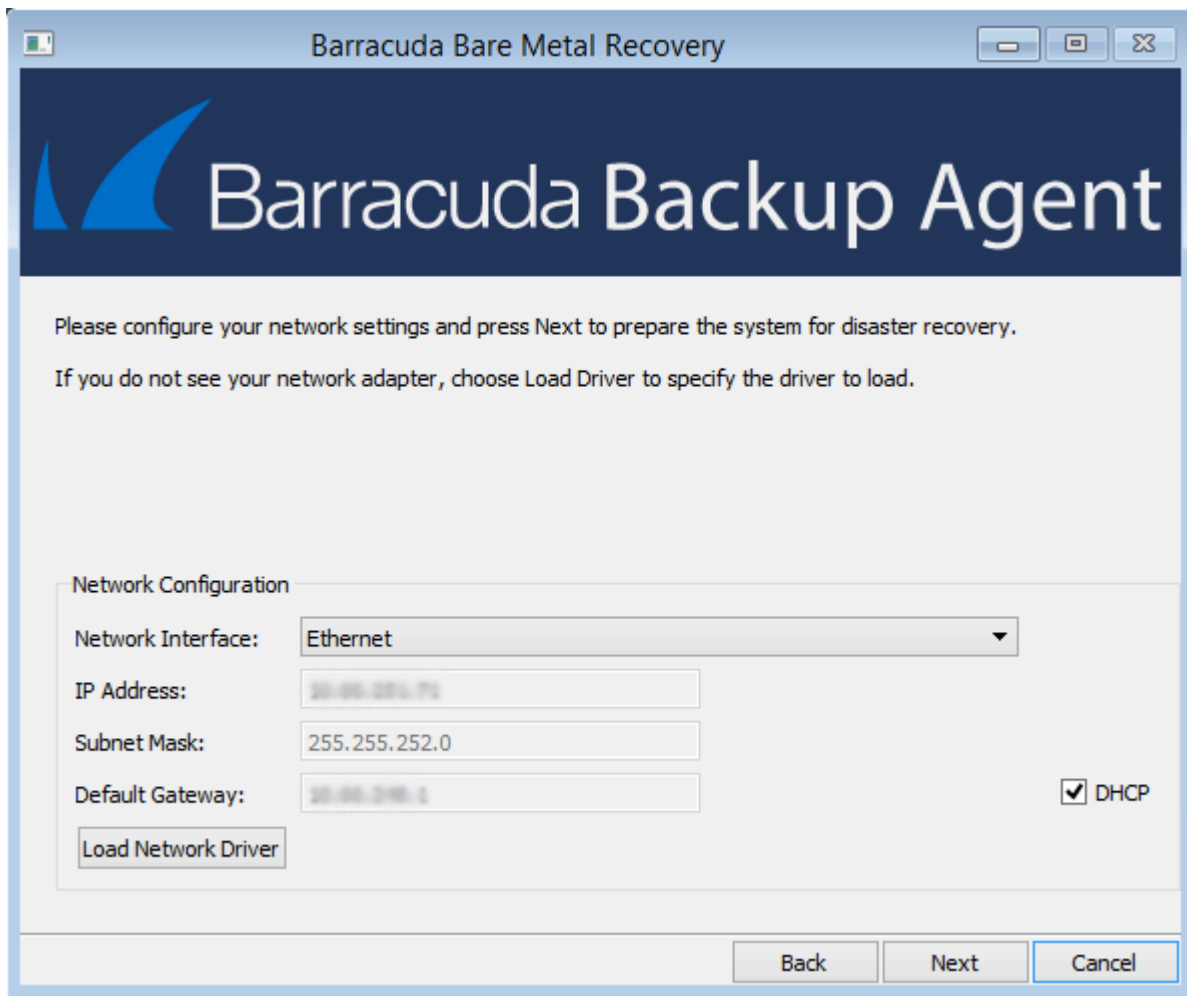 Barracuda Bare Metal Recovery
Barracuda Backup Agent
Please configure your network settings and press Next to prepare the system for disaster recovery.
If you do not see your network adapter, choose Load Driver to specify the driver to load.
Network Configuration
Network Interface: Ethernet
IP Address:
Subnet Mask: 255.255.252.0
Default Gateway:
DHCP
Load Network Driver
Back Next Cancel